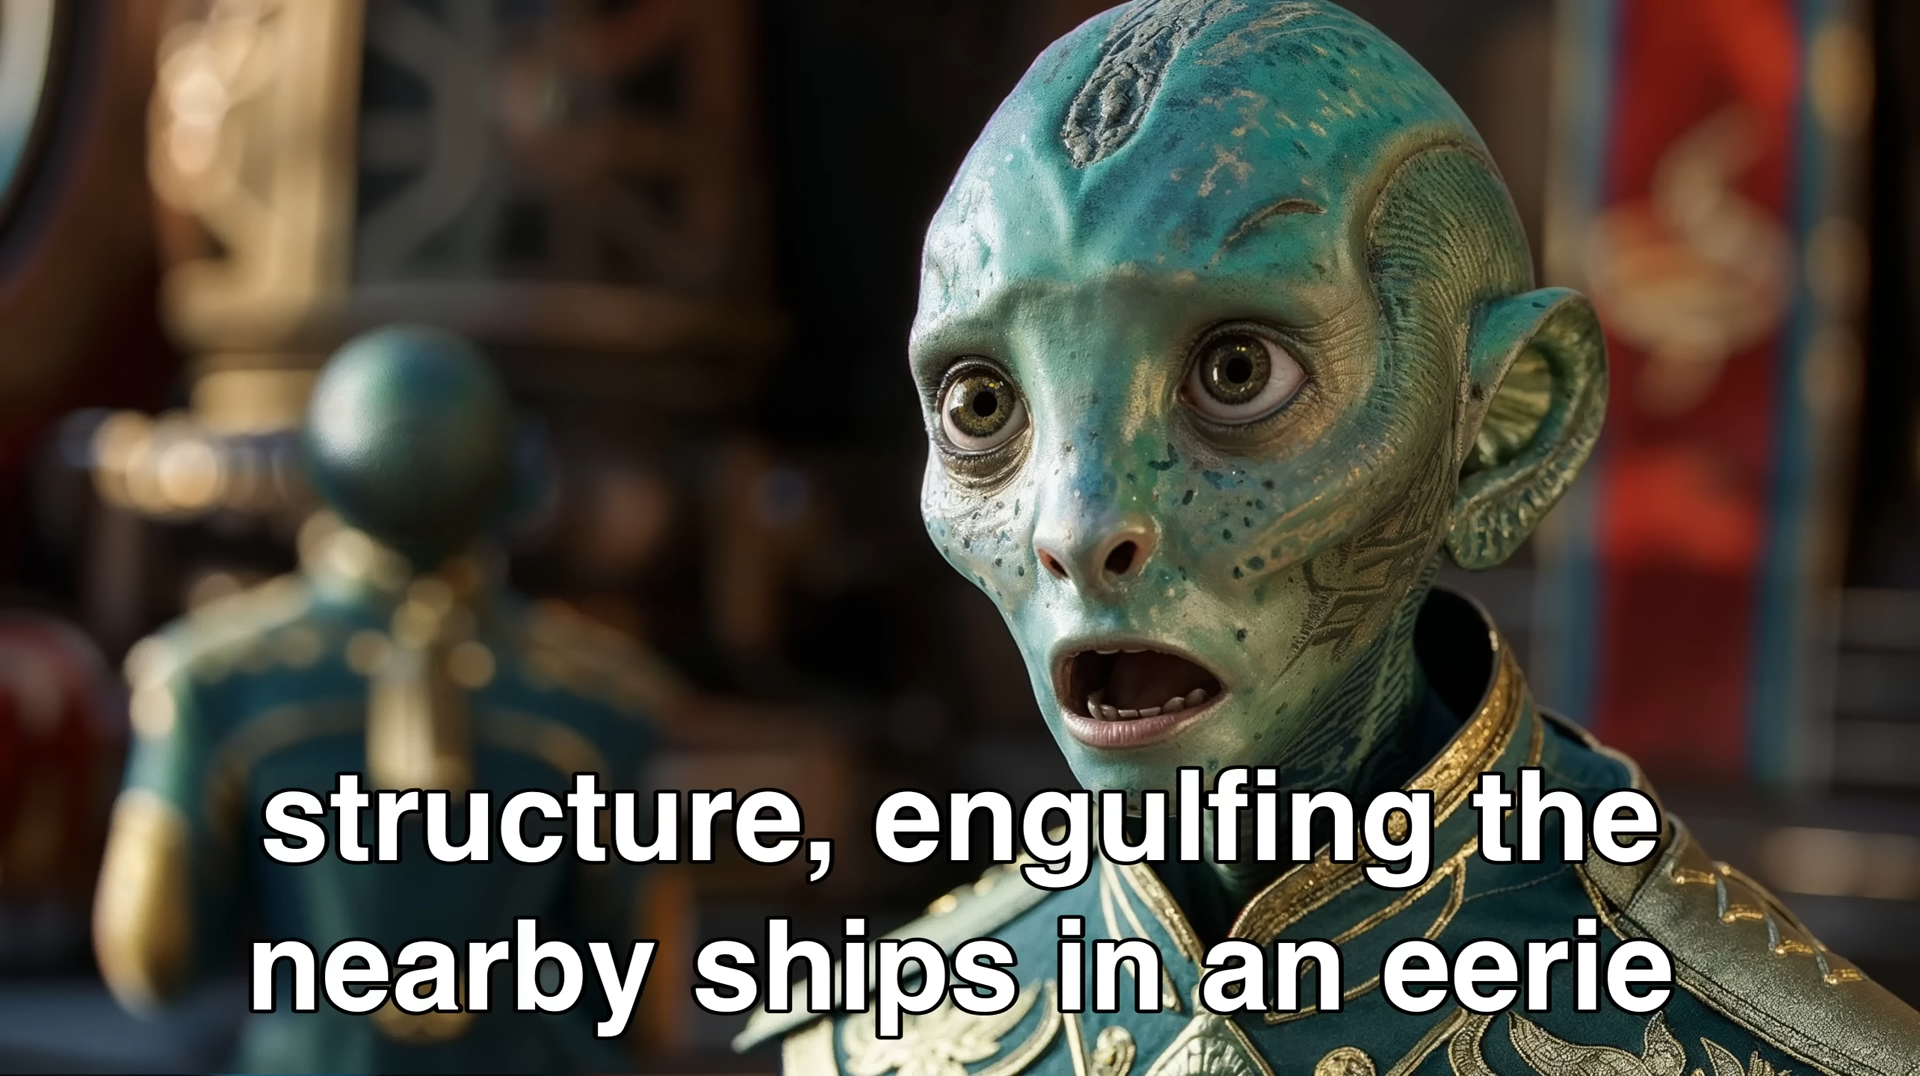 structure, engulfing the
nearby ships in an eerie